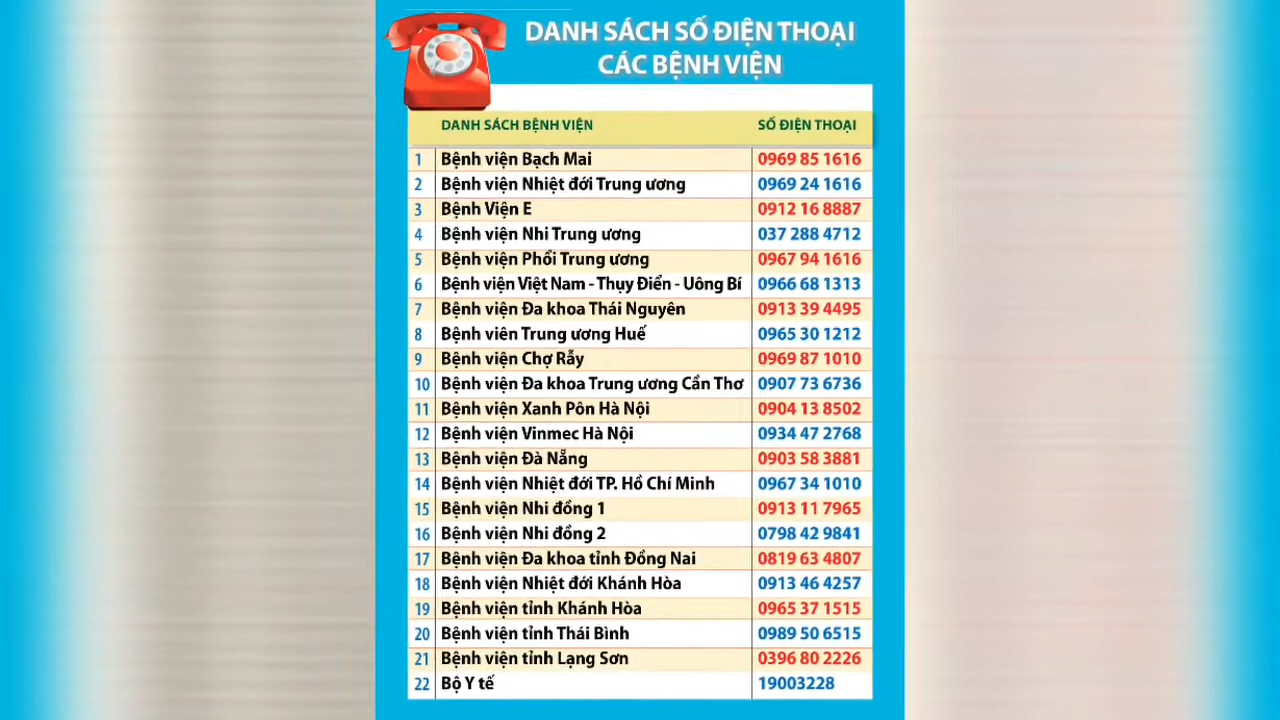 DANH SÁCH SỐ ĐIỆN THOẠI
CÁC BỆNH VIỆN
DANH SÁCH BỆNH VIỆN SỐ ĐIỆN THOẠI
1 Bệnh viện Bạch Mai 0969 85 1616
2 Bệnh viện Nhiệt đới Trung ương 0969 24 1616
3 Bệnh Viện E 0912 16 8887
4 Bệnh viện Nhi Trung ương 037 288 4712
5 Bệnh viện Phổi Trung ương 0967 94 1616
6 Bệnh viện Việt Nam - Thụy Điển - Uông Bí 0966 68 1313
7 Bệnh viện Đa khoa Thái Nguyên 0913 39 4495
8 Bệnh viên Trung ương Huế 0965 30 1212
9 Bệnh viện Chợ Rẫy 0969 87 1010
10 Bệnh viện Đa khoa Trung ương Cần Thơ 0907 73 6736
11 Bệnh viện Xanh Pôn Hà Nội 0904 13 8502
12 Bệnh viện Vinmec Hà Nội 0934 47 2768
13 Bệnh viện Đà Nẵng 0903 58 3881
14 Bệnh viện Nhiệt đới TP. Hồ Chí Minh 0967 34 1010
15 Bệnh viện Nhi đồng 1 0913 11 7965
16 Bệnh viện Nhi đồng 2 0798 42 9841
17 Bệnh viện Đa khoa tỉnh Đồng Nai 0819 63 4807
18 Bệnh viện Nhiệt đới Khánh Hòa 0913 46 4257
19 Bệnh viện tỉnh Khánh Hòa 0965 37 1515
20 Bệnh viện tỉnh Thái Bình 0989 50 6515
21 Bệnh viện tỉnh Lạng Sơn 0396 80 2226
22 Bộ Y tế 19003228